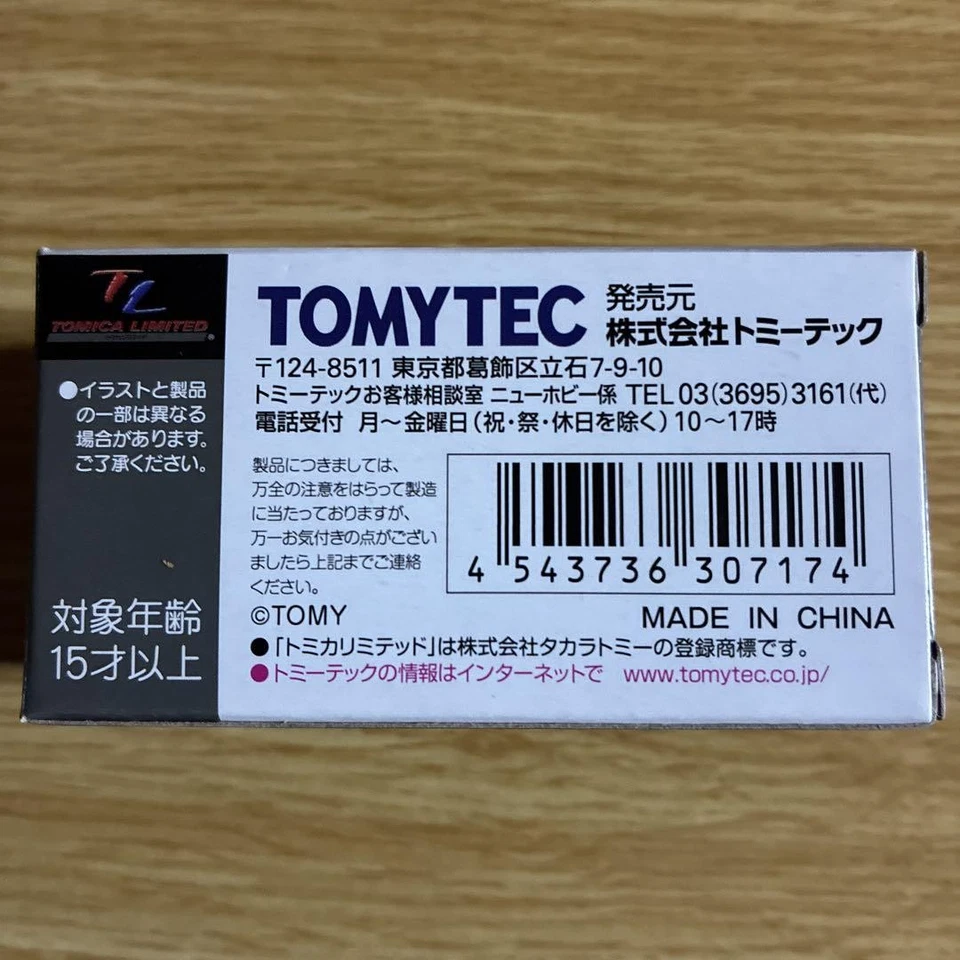 TL
TOMICA LIMITED
●イラストと製品
の一部は異なる
場合があります。
ご了承ください。
対象年齢
15才以上
TOMYTEC 発売元
株式会社トミーテック
〒124-8511 東京都葛飾区立石7-9-10
トミーテックお客様相談室 ニューホビー係 TEL 03(3695)3161(代)
電話受付 月～金曜日(祝・祭・休日を除く)10～17時
製品につきましては、
万全の注意をはらって製造
に当たっておりますが、
万一お気付きの点がござい
ましたら上記までご連絡
ください。
4 543736 307174
©TOMY MADE IN CHINA
●「トミカリミテッド」は株式会社タカラトミーの登録商標です。
●トミーテックの情報はインターネットで www.tomytec.co.jp/